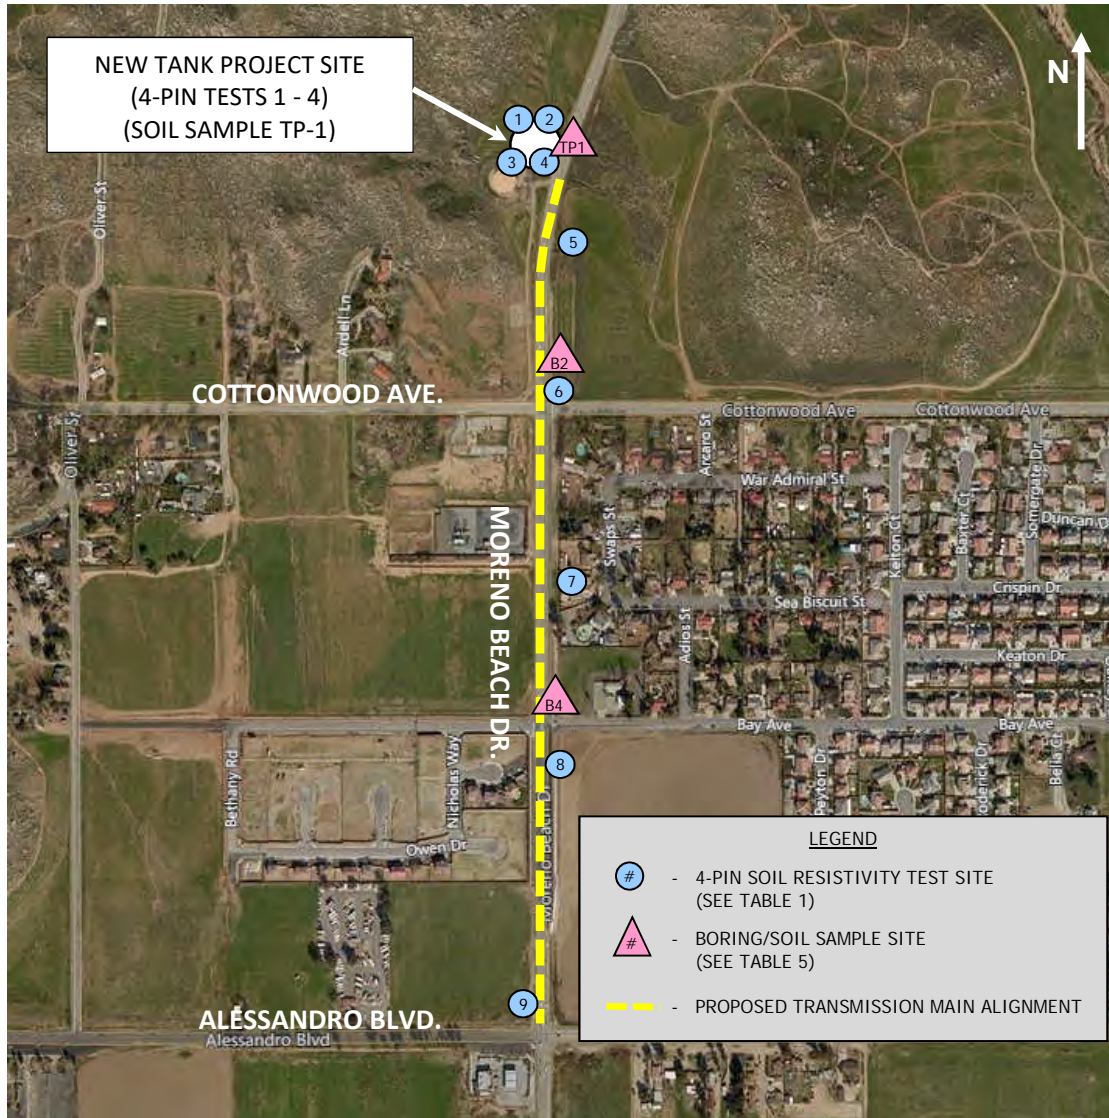 NEW TANK PROJECT SITE
(4-PIN TESTS 1 - 4)
(SOIL SAMPLE TP-1)
N
1
2
TP1
3
4
Oliver St
5
Ardell Ln
B2
6
COTTONWOOD AVE.
Cottonwood Ave
Cottonwood Ave
Oliver St
Arcaro St
War Admiral St
Somergate Dr
Baxter Ct
Kelton Ct
Duncan D
Swaps St
MORENO BEACH DR.
7
Sea Biscuit St
Crispin Dr
Adios St
Keaton Dr
B4
Bay Ave
Bay Ave
8
Bethany Rd
Nicholas Way
Peyton Dr
oderick Dr
Bella Ct
Owen Dr
Moreno Beach Dr
LEGEND
# - 4-PIN SOIL RESISTIVITY TEST SITE
(SEE TABLE 1)
# - BORING/SOIL SAMPLE SITE
(SEE TABLE 5)
- PROPOSED TRANSMISSION MAIN ALIGNMENT
9
ALESSANDRO BLVD.
Alessandro Blvd